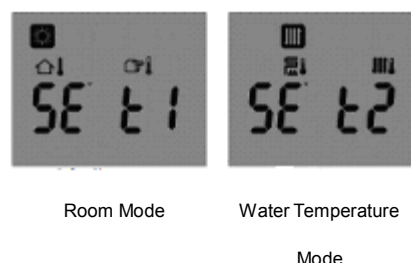 SE t1
SE t2
Room Mode
Water Temperature
Mode